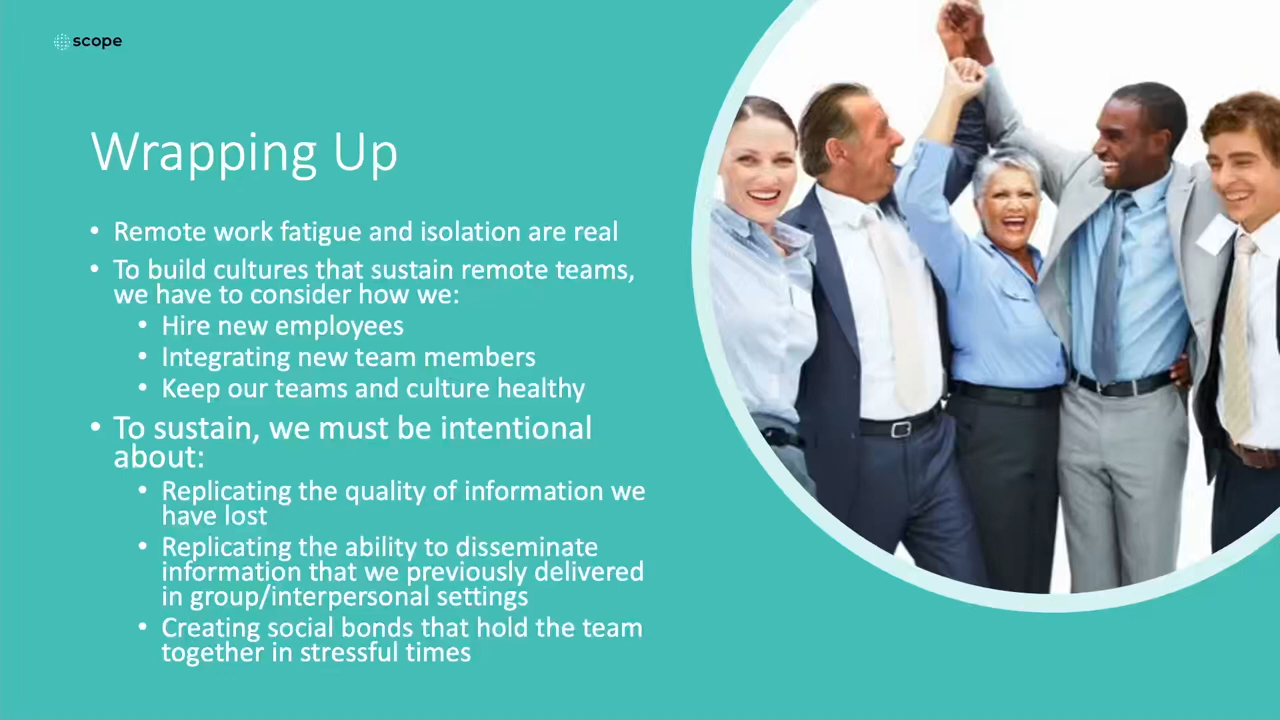 scope
Wrapping Up
• Remote work fatigue and isolation are real
• To build cultures that sustain remote teams,
we have to consider how we:
• Hire new employees
• Integrating new team members
• Keep our teams and culture healthy
• To sustain, we must be intentional
about:
• Replicating the quality of information we
have lost
• Replicating the ability to disseminate
information that we previously delivered
in group/interpersonal settings
• Creating social bonds that hold the team
together in stressful times